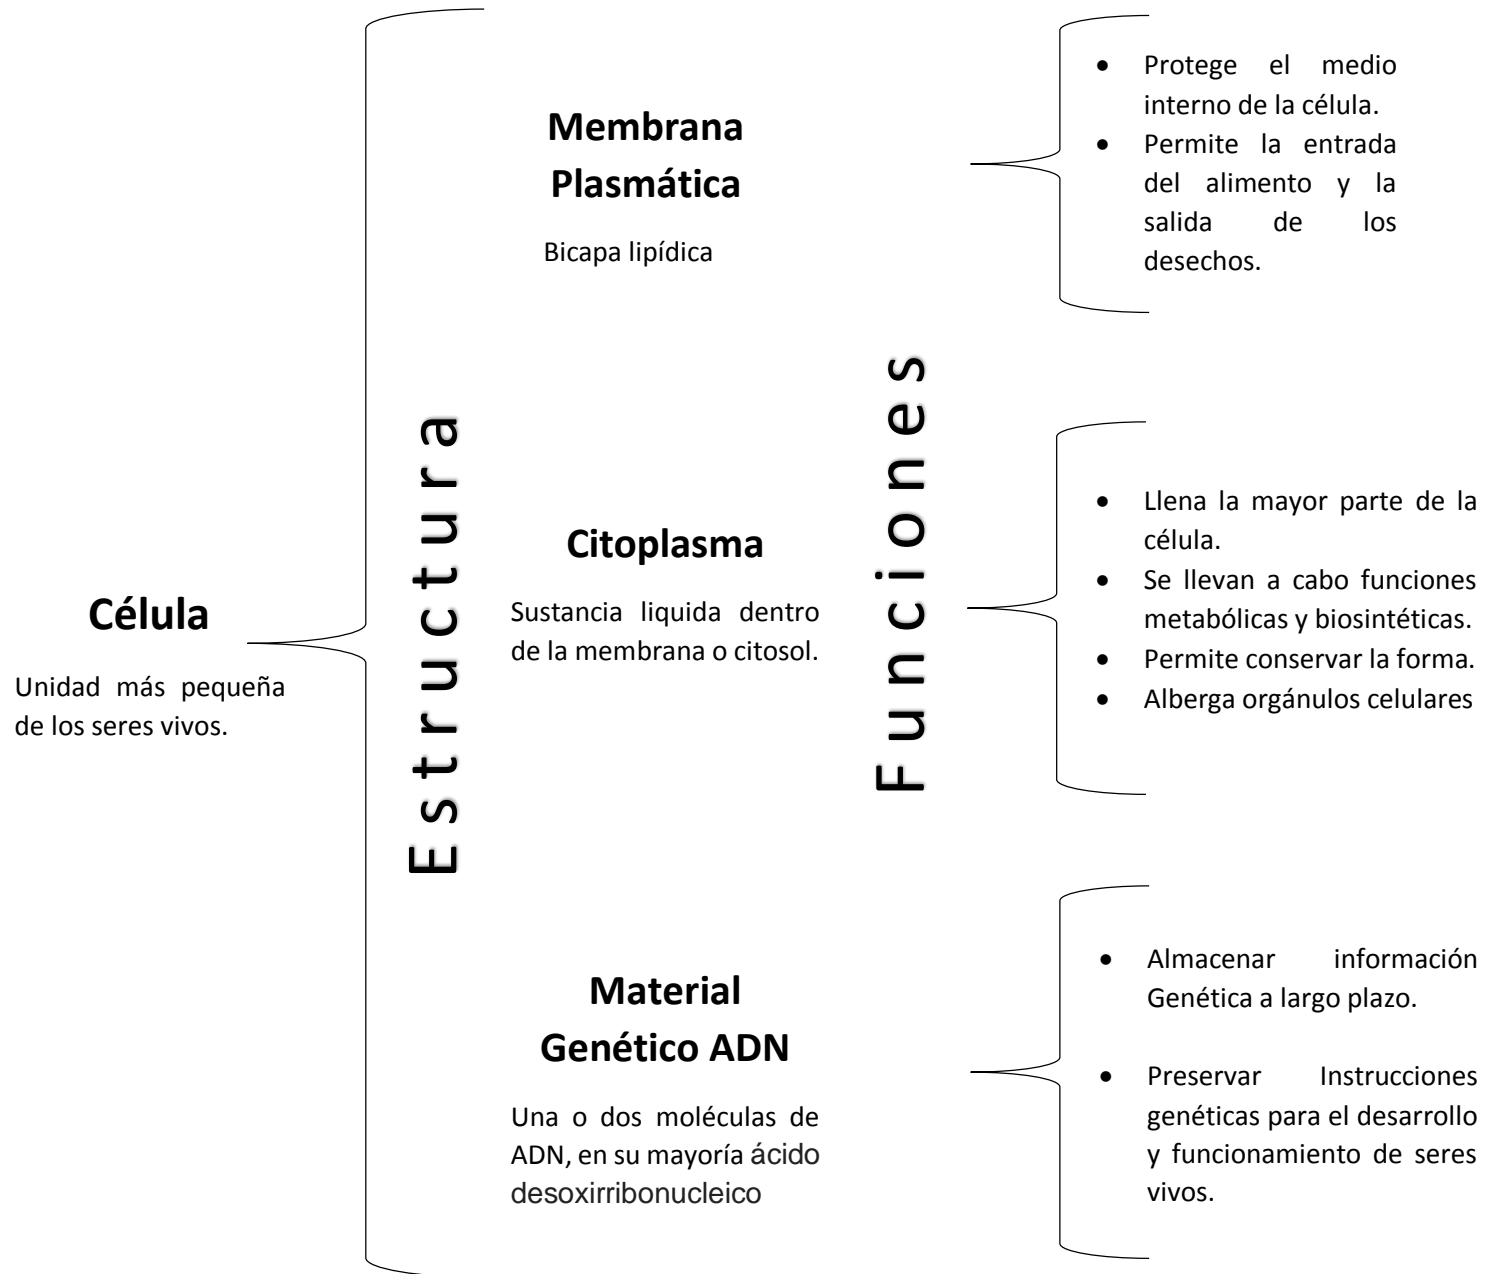 Célula
Unidad más pequeña
de los seres vivos.
Estructura
Membrana
Plasmática
Bicapa lipídica
Citoplasma
Sustancia liquida dentro
de la membrana o citosol.
Material
Genético ADN
Una o dos moléculas de
ADN, en su mayoría ácido
desoxirribonucleico
Funciones
• Protege el medio
interno de la célula.
• Permite la entrada
del alimento y la
salida de los
desechos.
• Llena la mayor parte de la
célula.
• Se llevan a cabo funciones
metabólicas y biosintéticas.
• Permite conservar la forma.
• Alberga orgánulos celulares
• Almacenar información
Genética a largo plazo.
• Preservar Instrucciones
genéticas para el desarrollo
y funcionamiento de seres
vivos.